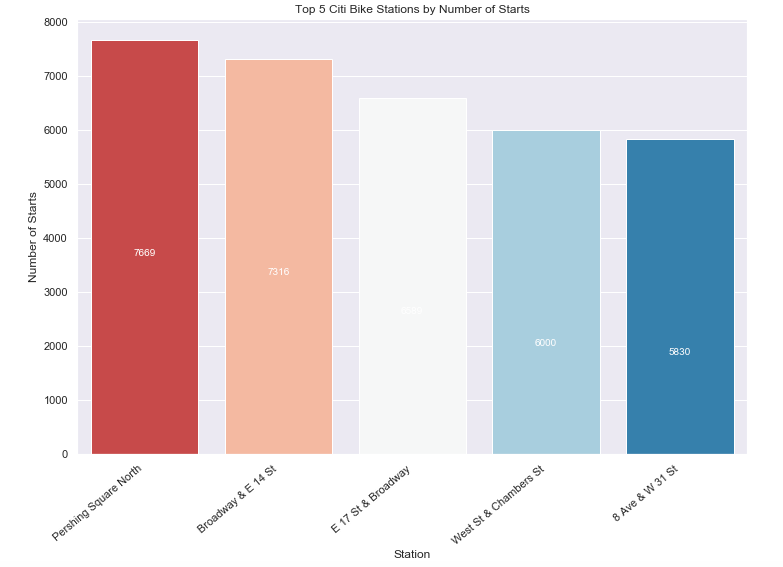 Top 5 Citi Bike Stations by Number of Starts
Number of Starts
8000
7000
6000
5000
4000
3000
2000
1000
0
7669
7316
6000
5830
Pershing Square North
Broadway & E 14 St
E 17 St & Broadway
West St & Chambers St
8 Ave & W 31 St
Station